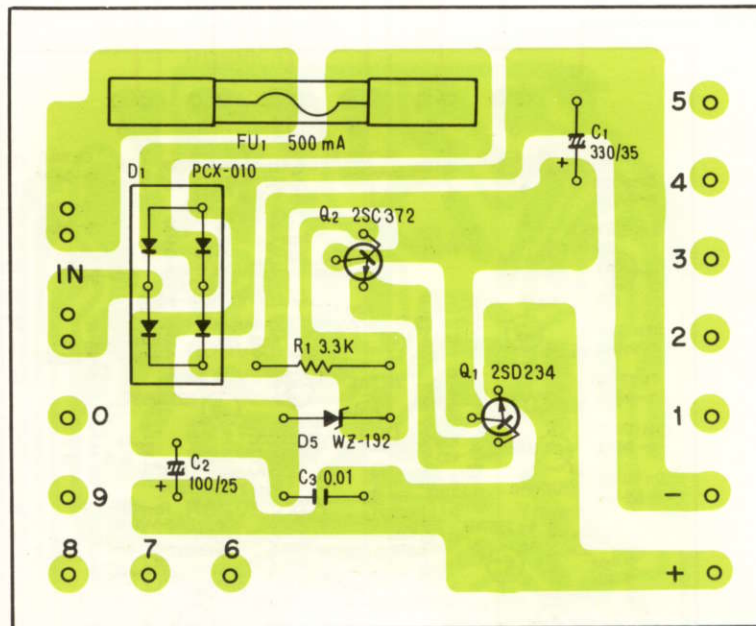 FU1 500 mA
5
C1
330/35
+
D1 PCX-010
4
Q2 2SC372
IN
3
2
R1 3.3K
Q1 2SD234
0
1
D5 WZ-192
C2
100/25
+
C3 0.01
9
-
8
7
6
+